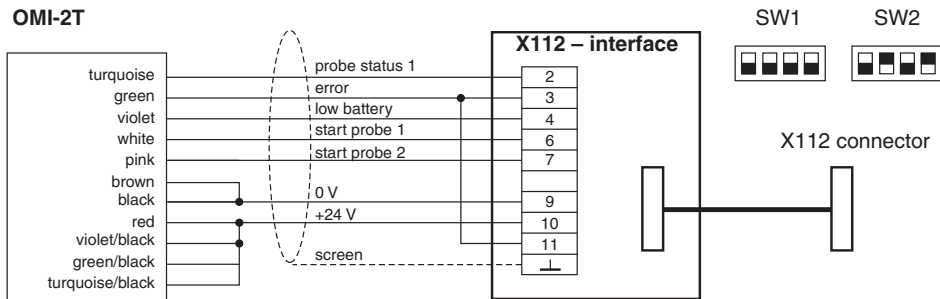 OMI-2T
SW1 SW2
X112 – interface
turquoise probe status 1 2
green error 3
violet low battery 4
white start probe 1 6
pink start probe 2 7
X112 connector
brown
black 0 V 9
red +24 V 10
violet/black 11
green/black screen
turquoise/black